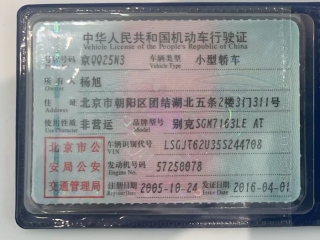 中华人民共和国机动车行驶证
Vehicle License of the People's Republic of China
号牌号码 京QQ25N3 车辆类型 小型轿车
Vehicle Type
所有人 杨旭
Owner
住址 北京市朝阳区团结湖北五条2楼3门311号
Address
使用性质 非营运 品牌型号 别克SGM7163LE AT
Use Character Model
北京市公 车辆识别代号 LSGJT62U35S244708
VIN
安局公安 发动机号码 57250078
Engine No.
交通管理局 注册日期 2005-10-24 发证日期 2016-04-01
Register Date Issue Date